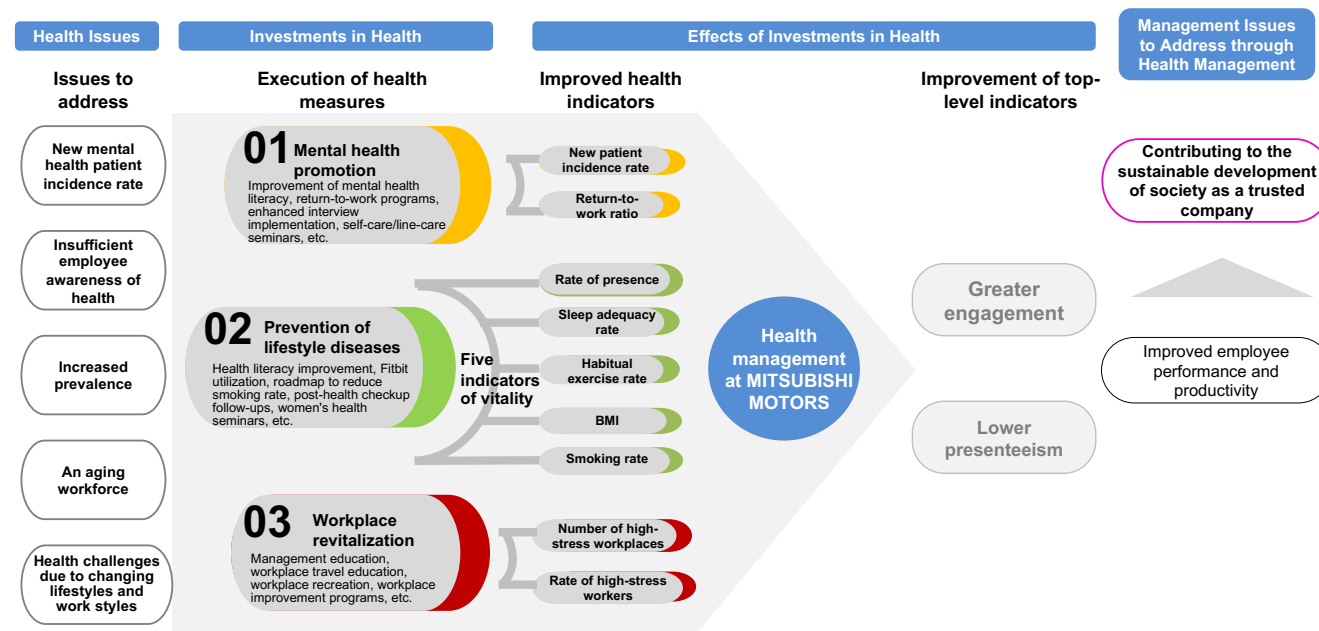 Health Issues
Investments in Health
Effects of Investments in Health
Management Issues
to Address through
Health Management
Issues to
address
Execution of health
measures
Improved health
indicators
Improvement of top-
level indicators
New mental
health patient
incidence rate
Insufficient
employee
awareness of
health
Increased
prevalence
An aging
workforce
Health challenges
due to changing
lifestyles and
work styles
01
Mental health
promotion
Improvement of mental health
literacy, return-to-work programs,
enhanced interview
implementation, self-care/line-care
seminars, etc.
02
Prevention of
lifestyle diseases
Health literacy improvement, Fitbit
utilization, roadmap to reduce
smoking rate, post-health checkup
follow-ups, women's health
seminars, etc.
03
Workplace
revitalization
Management education,
workplace travel education,
workplace recreation, workplace
improvement programs, etc.
Five
indicators
of vitality
New patient
incidence rate
Return-to-
work ratio
Rate of presence
Sleep adequacy
rate
Habitual
exercise rate
BMI
Smoking rate
Number of high-
stress workplaces
Rate of high-stress
workers
Health
management
at MITSUBISHI
MOTORS
Greater
engagement
Lower
presenteeism
Contributing to the
sustainable development
of society as a trusted
company
Improved employee
performance and
productivity